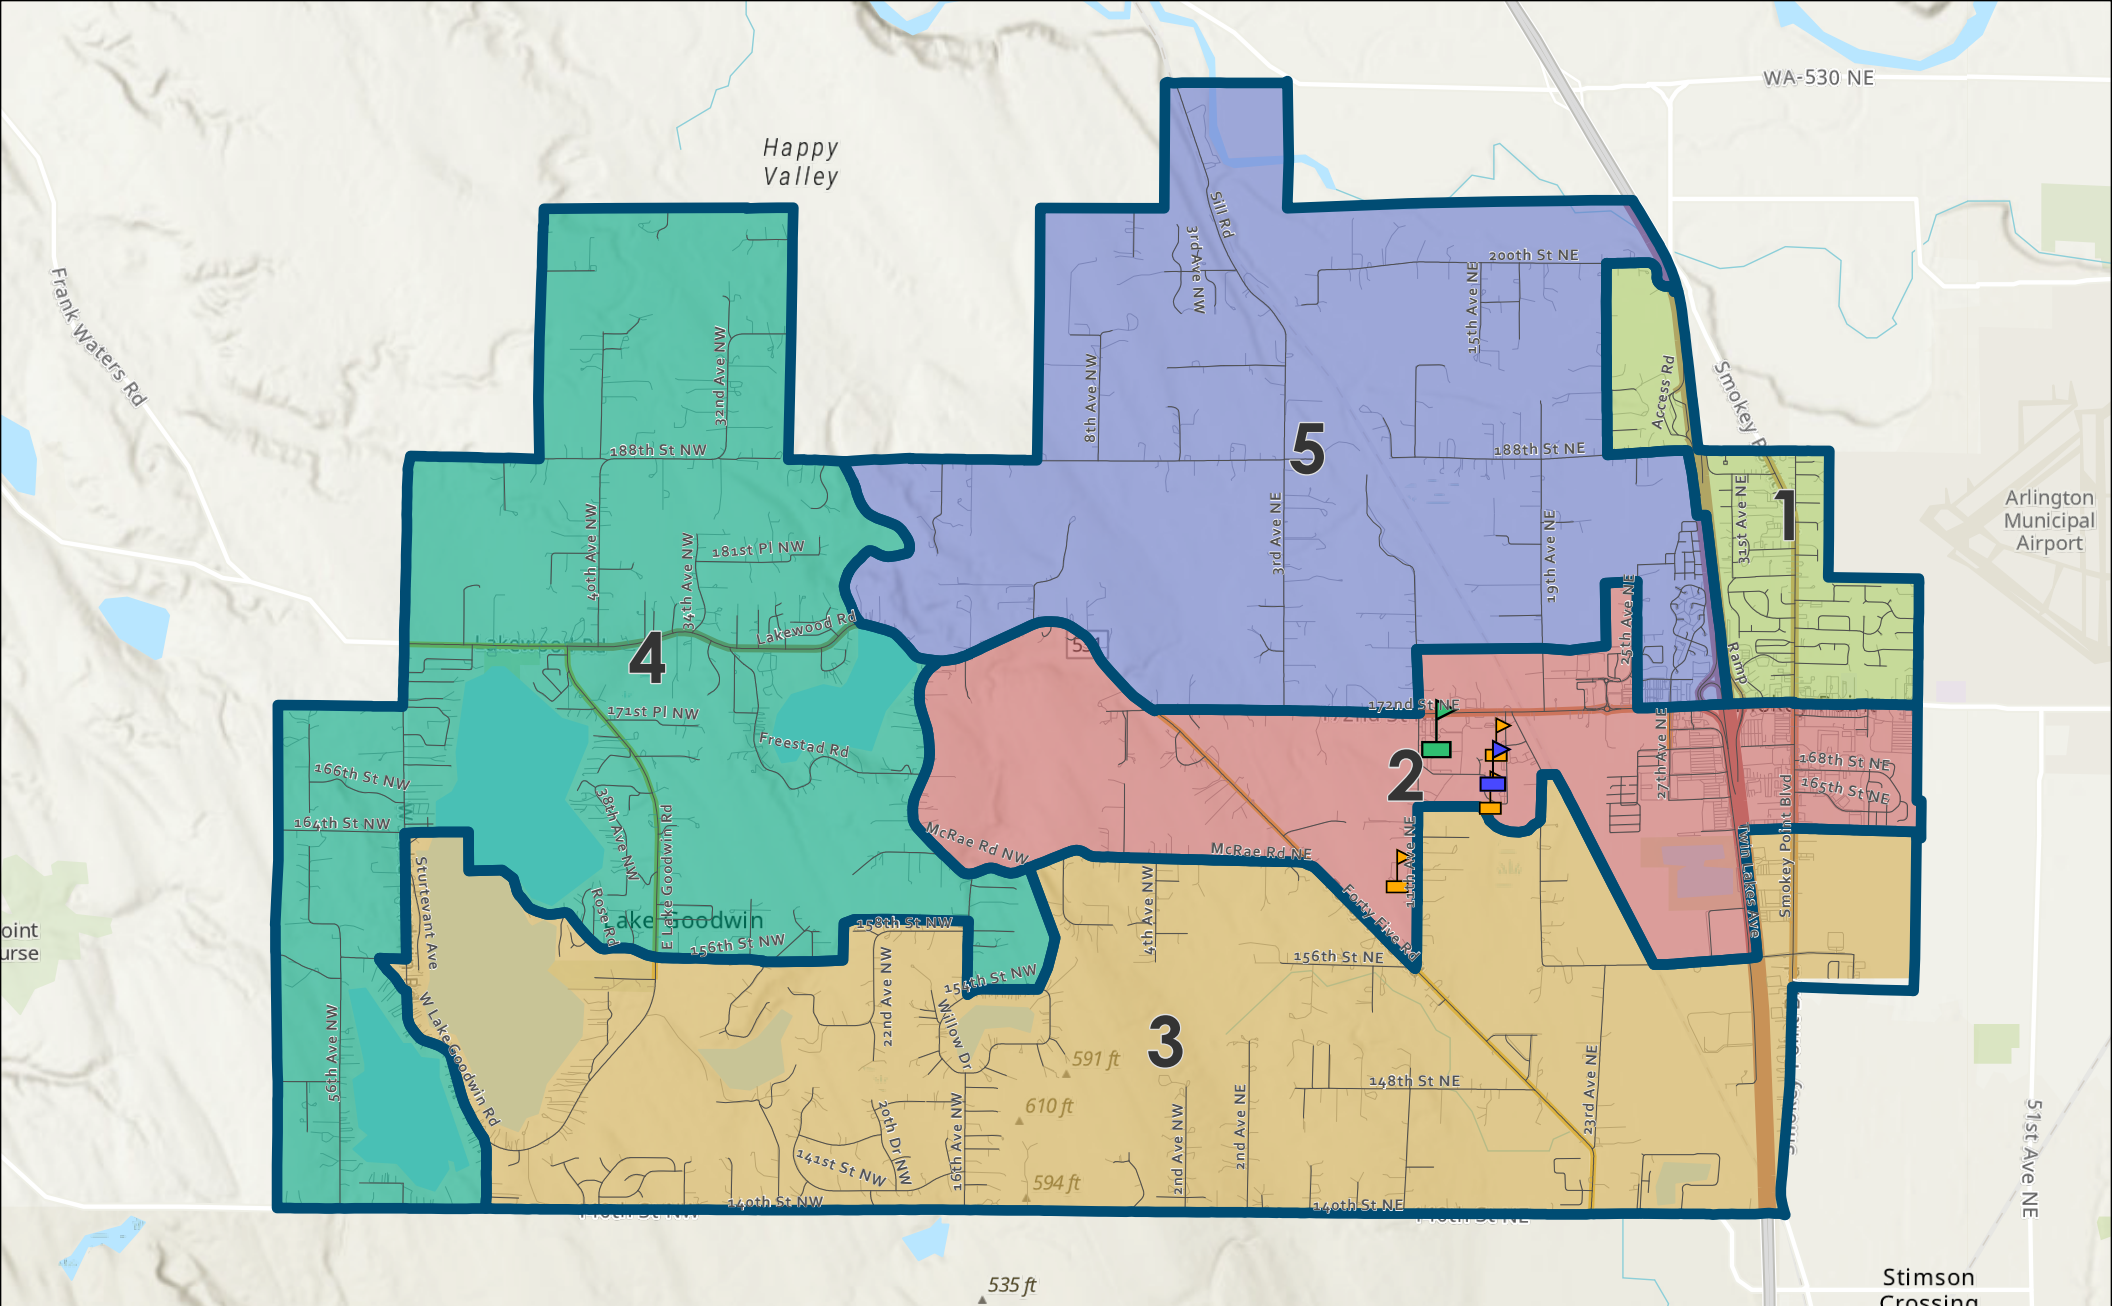 WA-530 NE
Happy
Valley
Sill Rd
3rd Ave NW
200th St NE
15th Ave NE
Frank Waters Rd
32nd Ave NW
8th Ave NW
Access Rd
Smokey
188th St NW
5
188th St NE
40th Ave NW
34th Ave NW
181st Pl NW
3rd Ave NE
19th Ave NE
31st Ave NE
1
Arlington
Municipal
Airport
Lakewood Rd
Lakewood Rd
4
531
25th Ave NE
Ramp
171st Pl NW
Freestad Rd
172nd St NE
2
27th Ave NE
168th St NE
165th St NE
166th St NW
164th St NW
38th Ave NW
E Lake Goodwin Rd
McRae Rd NW
McRae Rd NE
11th Ave NE
Smokey Point Blvd
Twin Lakes Ave
Sturtevant Ave
Rose Rd
ake Goodwin
156th St NW
158th St NW
4th Ave NW
Forty Five Rd
156th St NE
oint
urse
154th St NW
22nd Ave NW
Willow Dr
W Lake Goodwin Rd
56th Ave NW
3
591 ft
610 ft
594 ft
148th St NE
23rd Ave NE
20th Dr NW
141st St NW
16th Ave NW
2nd Ave NW
2nd Ave NE
51st Ave NE
140th St NW
140th St NE
535 ft
Stimson
Crossing